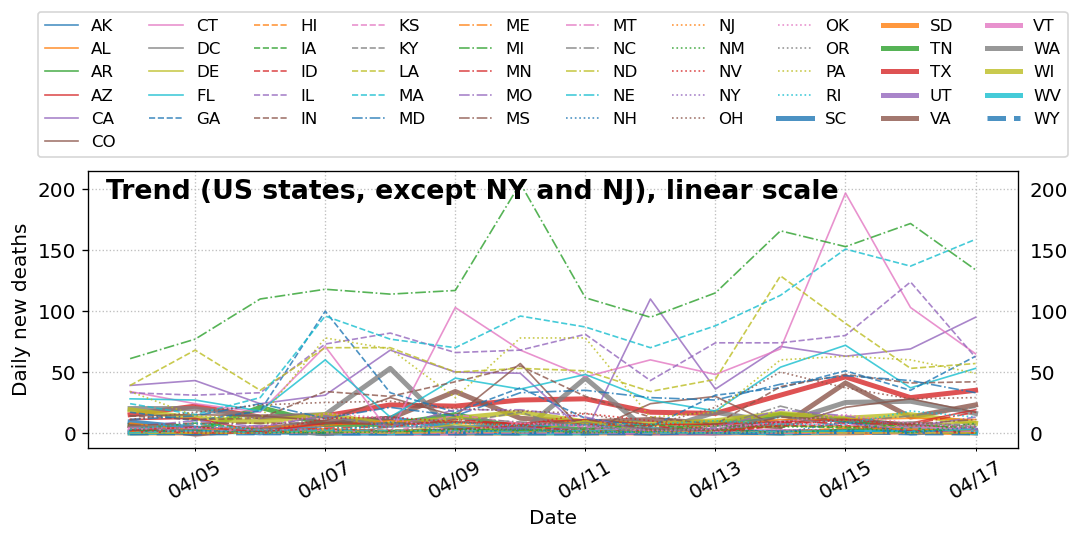 AK CT HI KS ME MT NJ OK SD VT
AL DC IA KY MI NC NM OR TN WA
AR DE ID LA MN ND NV PA TX WI
AZ FL IL MA MO NE NY RI UT WV
CA GA IN MD MS NH OH SC VA WY
CO
Trend (US states, except NY and NJ), linear scale
200 200
150 150
100 100
50 50
0 0
Daily new deaths
04/05 04/07 04/09 04/11 04/13 04/15 04/17
Date